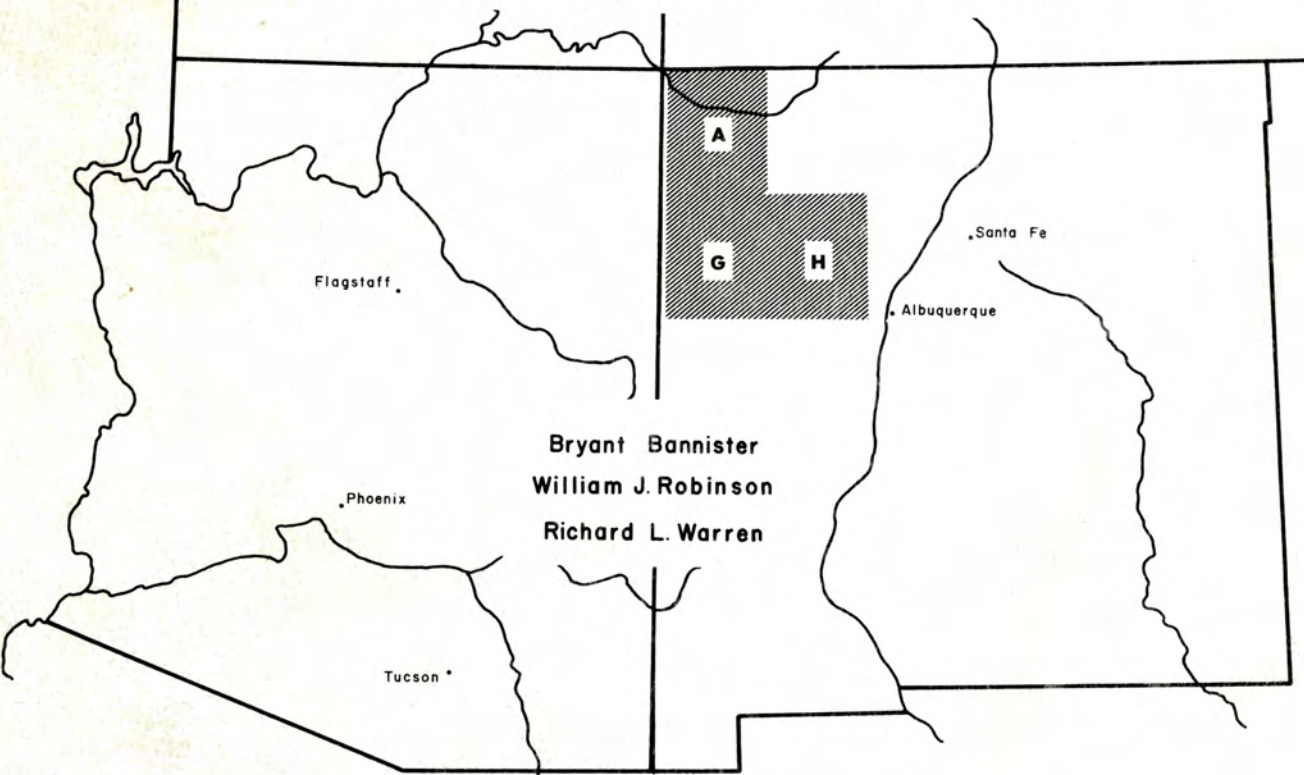 A
Santa Fe
G
H
Flagstaff
Albuquerque
Bryant Bannister
William J. Robinson
Phoenix
Richard L. Warren
Tucson